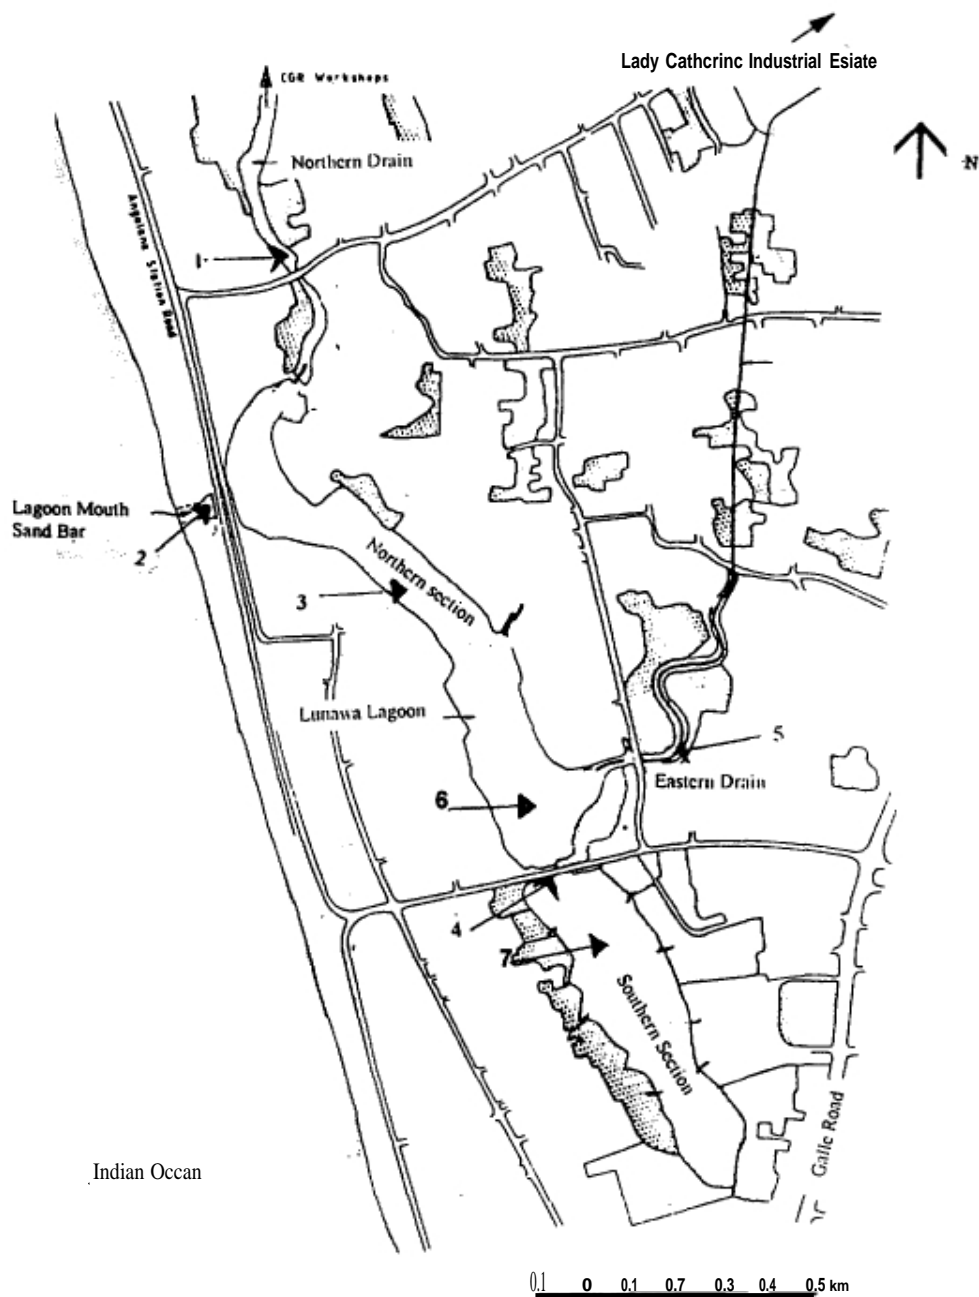 Lady Cathcrinc Industrial Esiate
CGR Workshops
Northern Drain
N
Angulana Station Road
1
Lagoon Mouth
Sand Bar
2
Northern section
3
Lunawa Lagoon
5
Eastern Drain
6
4
7
Southern Section
Galle Road
Indian Occan
0.1 0 0.1 0.7 0.3 0.4 0.5 km